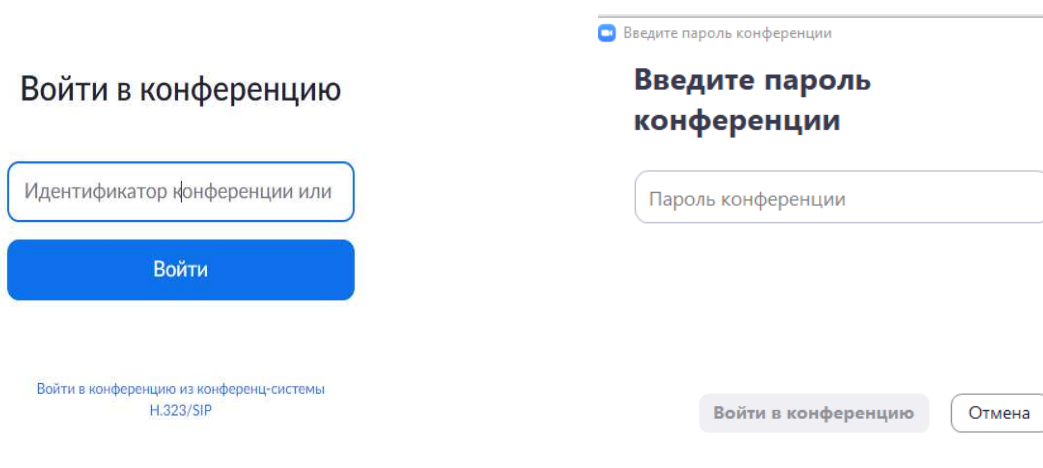 Войти в конференцию
Идентификатор конференции или
Войти
Войти в конференцию из конференц-системы
H.323/SIP
Введите пароль конференции
Введите пароль
конференции
Пароль конференции
Войти в конференцию
Отмена